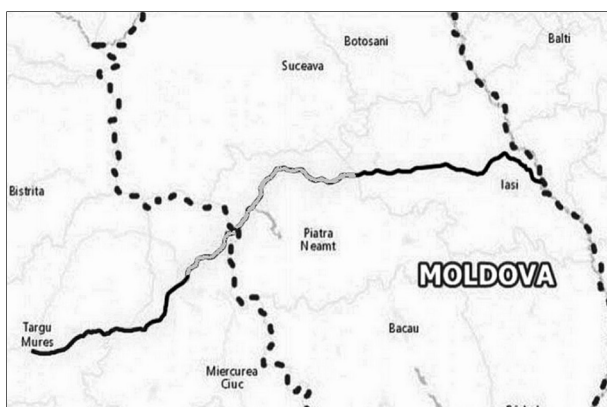 Botosani
Balti
Suceava
Bistrita
Iasi
Piatra
Neamt
MOLDOVA
Targu
Mures
Bacau
Miercurea
Ciuc